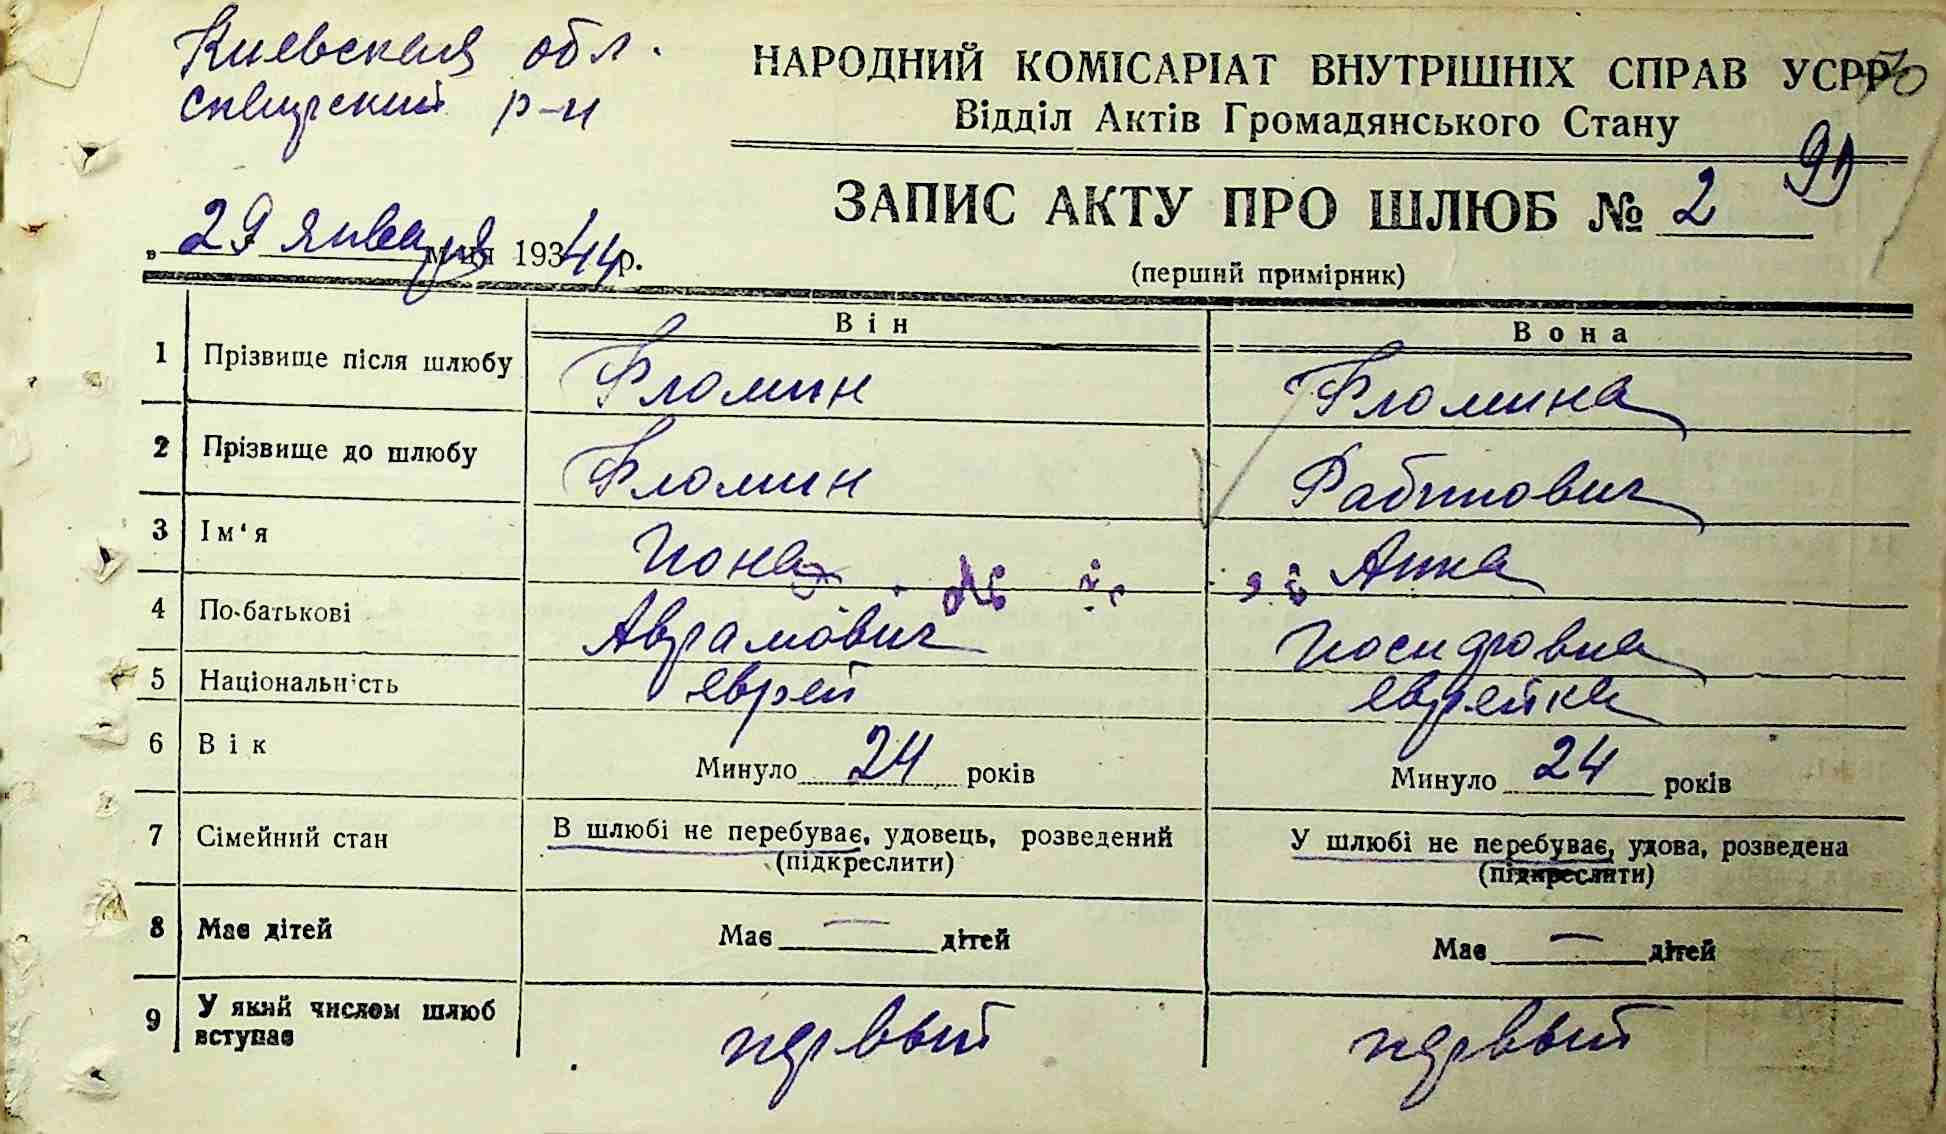 Киевская обл.
Сквирский р-н
НАРОДНИЙ КОМІСАРІАТ ВНУТРІШНІХ СПРАВ УСРР
Відділ Актів Громадянського Стану
91
ЗАПИС АКТУ ПРО ШЛЮБ № 2
„ 29 января м-ця 1944 р.
(перший примірник)
Він Вона
1 Прізвище після шлюбу Фломин Фломина
2 Прізвище до шлюбу Фломин Рабинович
3 Ім'я Иона Анна
4 По-батькові Аврамович Иосифовна
5 Національність еврей еврейка
6 Вік Минуло 24 років Минуло 24 років
7 Сімейний стан В шлюбі не перебуває, удовець, розведений У шлюбі не перебуває, удова, розведена
(підкреслити) (підкреслити)
8 Має дітей Має — дітей Має — дітей
9 У який числом шлюб
вступає первый первый